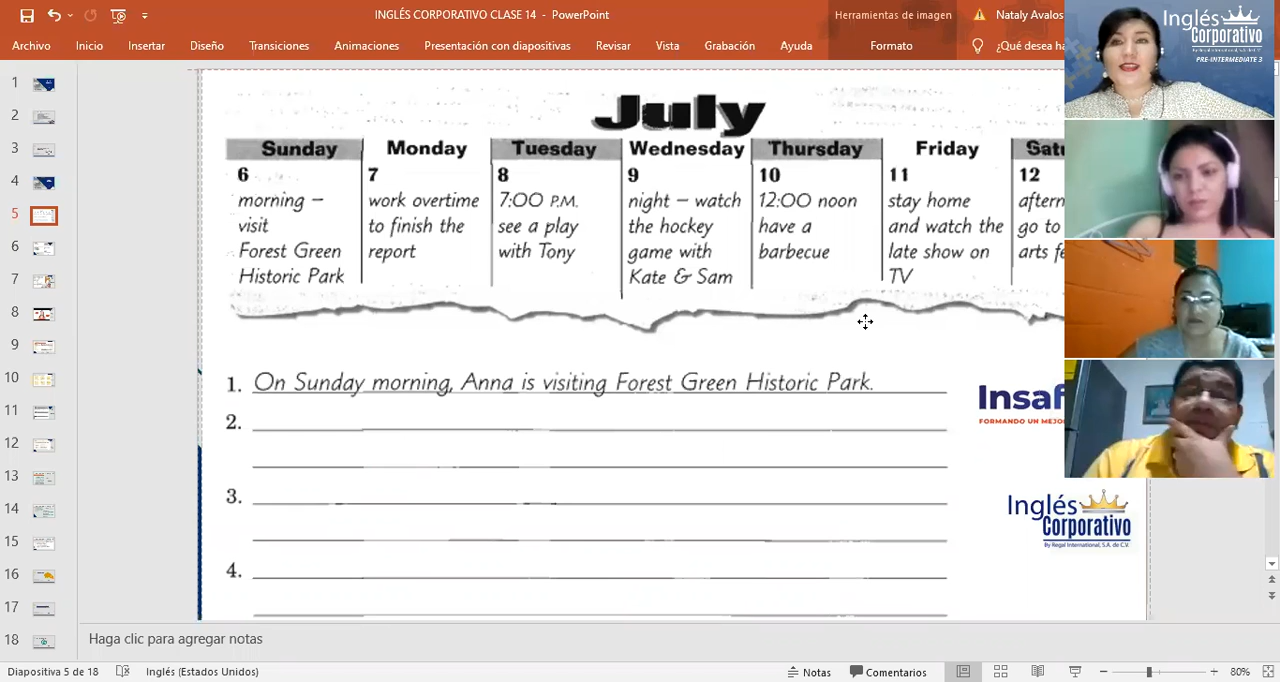 INGLÉS CORPORATIVO CLASE 14 - PowerPoint
Herramientas de imagen
Nataly Avalos
Archivo
Inicio
Insertar
Diseño
Transiciones
Animaciones
Presentación con diapositivas
Revisar
Vista
Grabación
Ayuda
Formato
¿Qué desea
Inglés
Corporativo
PRE-INTERMEDIATE 3
1
2
3
4
5
6
7
8
9
10
11
12
13
14
15
16
17
18
July
Sunday
6
morning –
visit
Forest Green
Historic Park
Monday
7
work overtime
to finish the
report
Tuesday
8
7:00 P.M.
see a play
with Tony
Wednesday
9
night – watch
the hockey
game with
Kate & Sam
Thursday
10
12:00 noon
have a
barbecue
Friday
11
stay home
and watch the
late show on
TV
12
go to
arts
1. On Sunday morning, Anna is visiting Forest Green Historic Park.
2.
3.
4.
Insaf
FORMANDO UN
Inglés
Corporativo
By Regal International, S.A. de C.V.
Haga clic para agregar notas
Diapositiva 5 de 18
Inglés (Estados Unidos)
Notas
Comentarios
80%